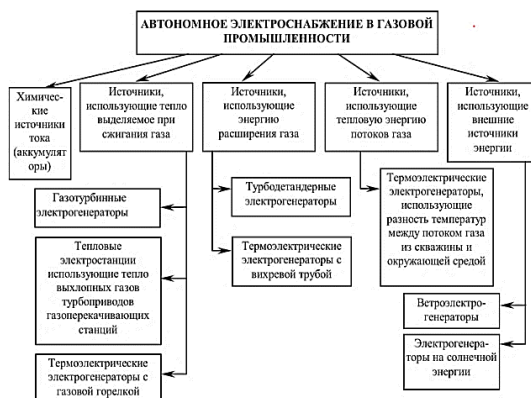 АВТОНОМНОЕ ЭЛЕКТРОСНАБЖЕНИЕ В ГАЗОВОЙ
ПРОМЫШЛЕННОСТИ
Химичес-
кие
источники
тока
(аккумулят
оры)
Источники,
использующие тепло
выделяемое при
сжигания газа
Источники,
использующие
энергию
расширения газа
Источники,
использующие
тепловую энергию
потоков газа
Источники,
использующие
внешние
источники
энергии
Газотурбинные
электрогенераторы
Тепловые
электростанции
использующие тепло
выхлопных газов
турбоприводов
газоперекачивающих
станций
Термоэлектрические
электрогенераторы с
газовой горелкой
Турбодетандерные
электрогенераторы
Термоэлектрические
электрогенераторы с
вихревой трубой
Термоэлектрические
электрогенераторы,
использующие
разность температур
между потоком газа
из скважины и
окружающей средой
Ветроэлектро-
генераторы
Электрогенера-
торы на солнечной
энергии